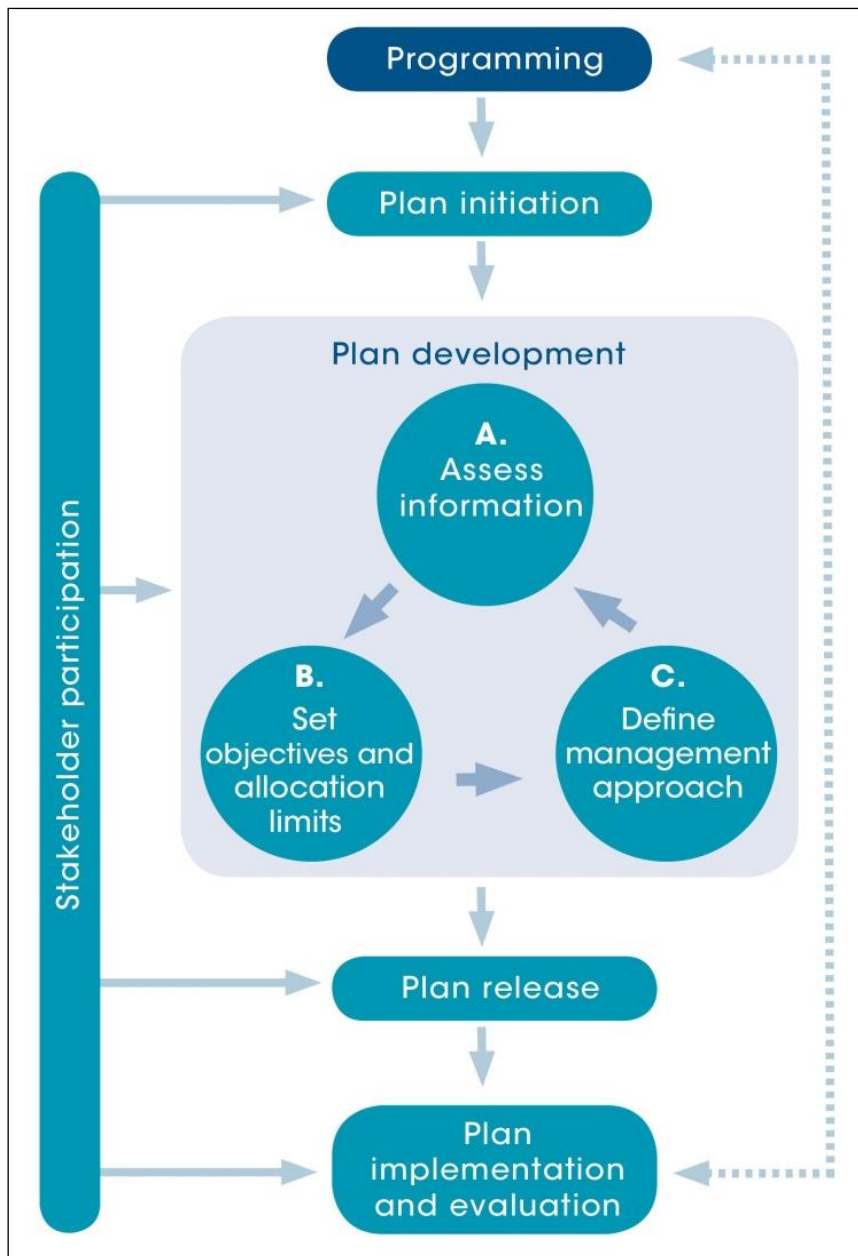 Programming
Plan initiation
Stakeholder participation
Plan development
A.
Assess
information
B.
Set
objectives and
allocation
limits
C.
Define
management
approach
Plan release
Plan
implementation
and evaluation